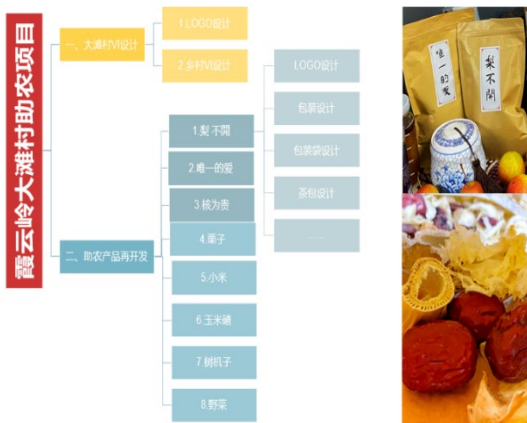 霞云岭大滩村助农项目
一、大滩村VI设计
1.LOGO设计
2.乡村VI设计
二、助农产品再开发
1.梨不開
2.唯一的爱
3.核为贵
4.栗子
5.小米
6.玉米碴
7.树机子
8.野菜
LOGO设计
包装设计
包装袋设计
茶包设计
........
唯一的爱
梨不開